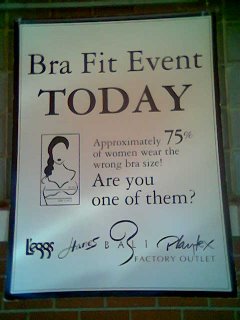 Bra Fit Event
TODAY
Approximately 75%
of women wear the
wrong bra size!
Are you
one of them?
L'eggs Hanes BALI Playtex
FACTORY OUTLET